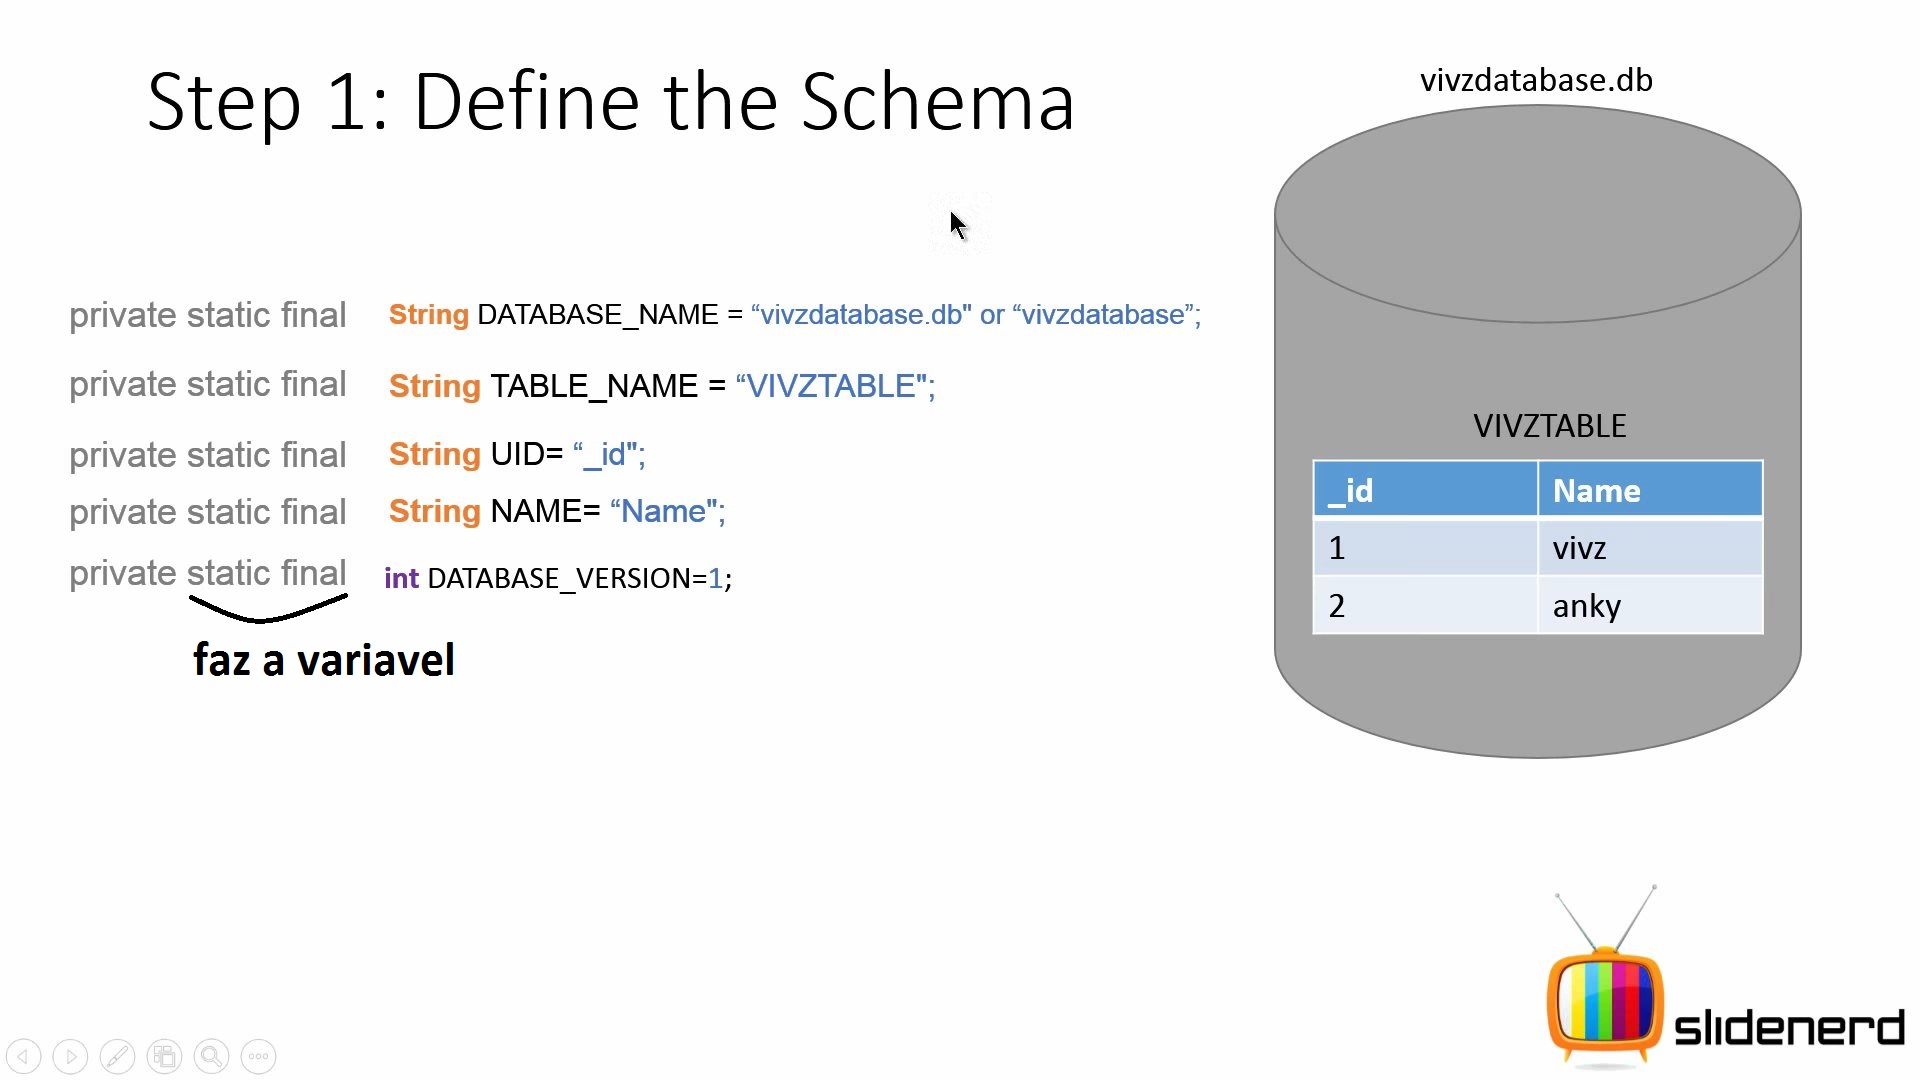 Step 1: Define the Schema
vivzdatabase.db
private static final String DATABASE_NAME = “vivzdatabase.db" or “vivzdatabase”;
private static final String TABLE_NAME = “VIVZTABLE";
private static final String UID= “_id";
private static final String NAME= “Name";
private static final int DATABASE_VERSION=1;
faz a variavel
VIVZTABLE
_id Name
1 vivz
2 anky
slidenerd